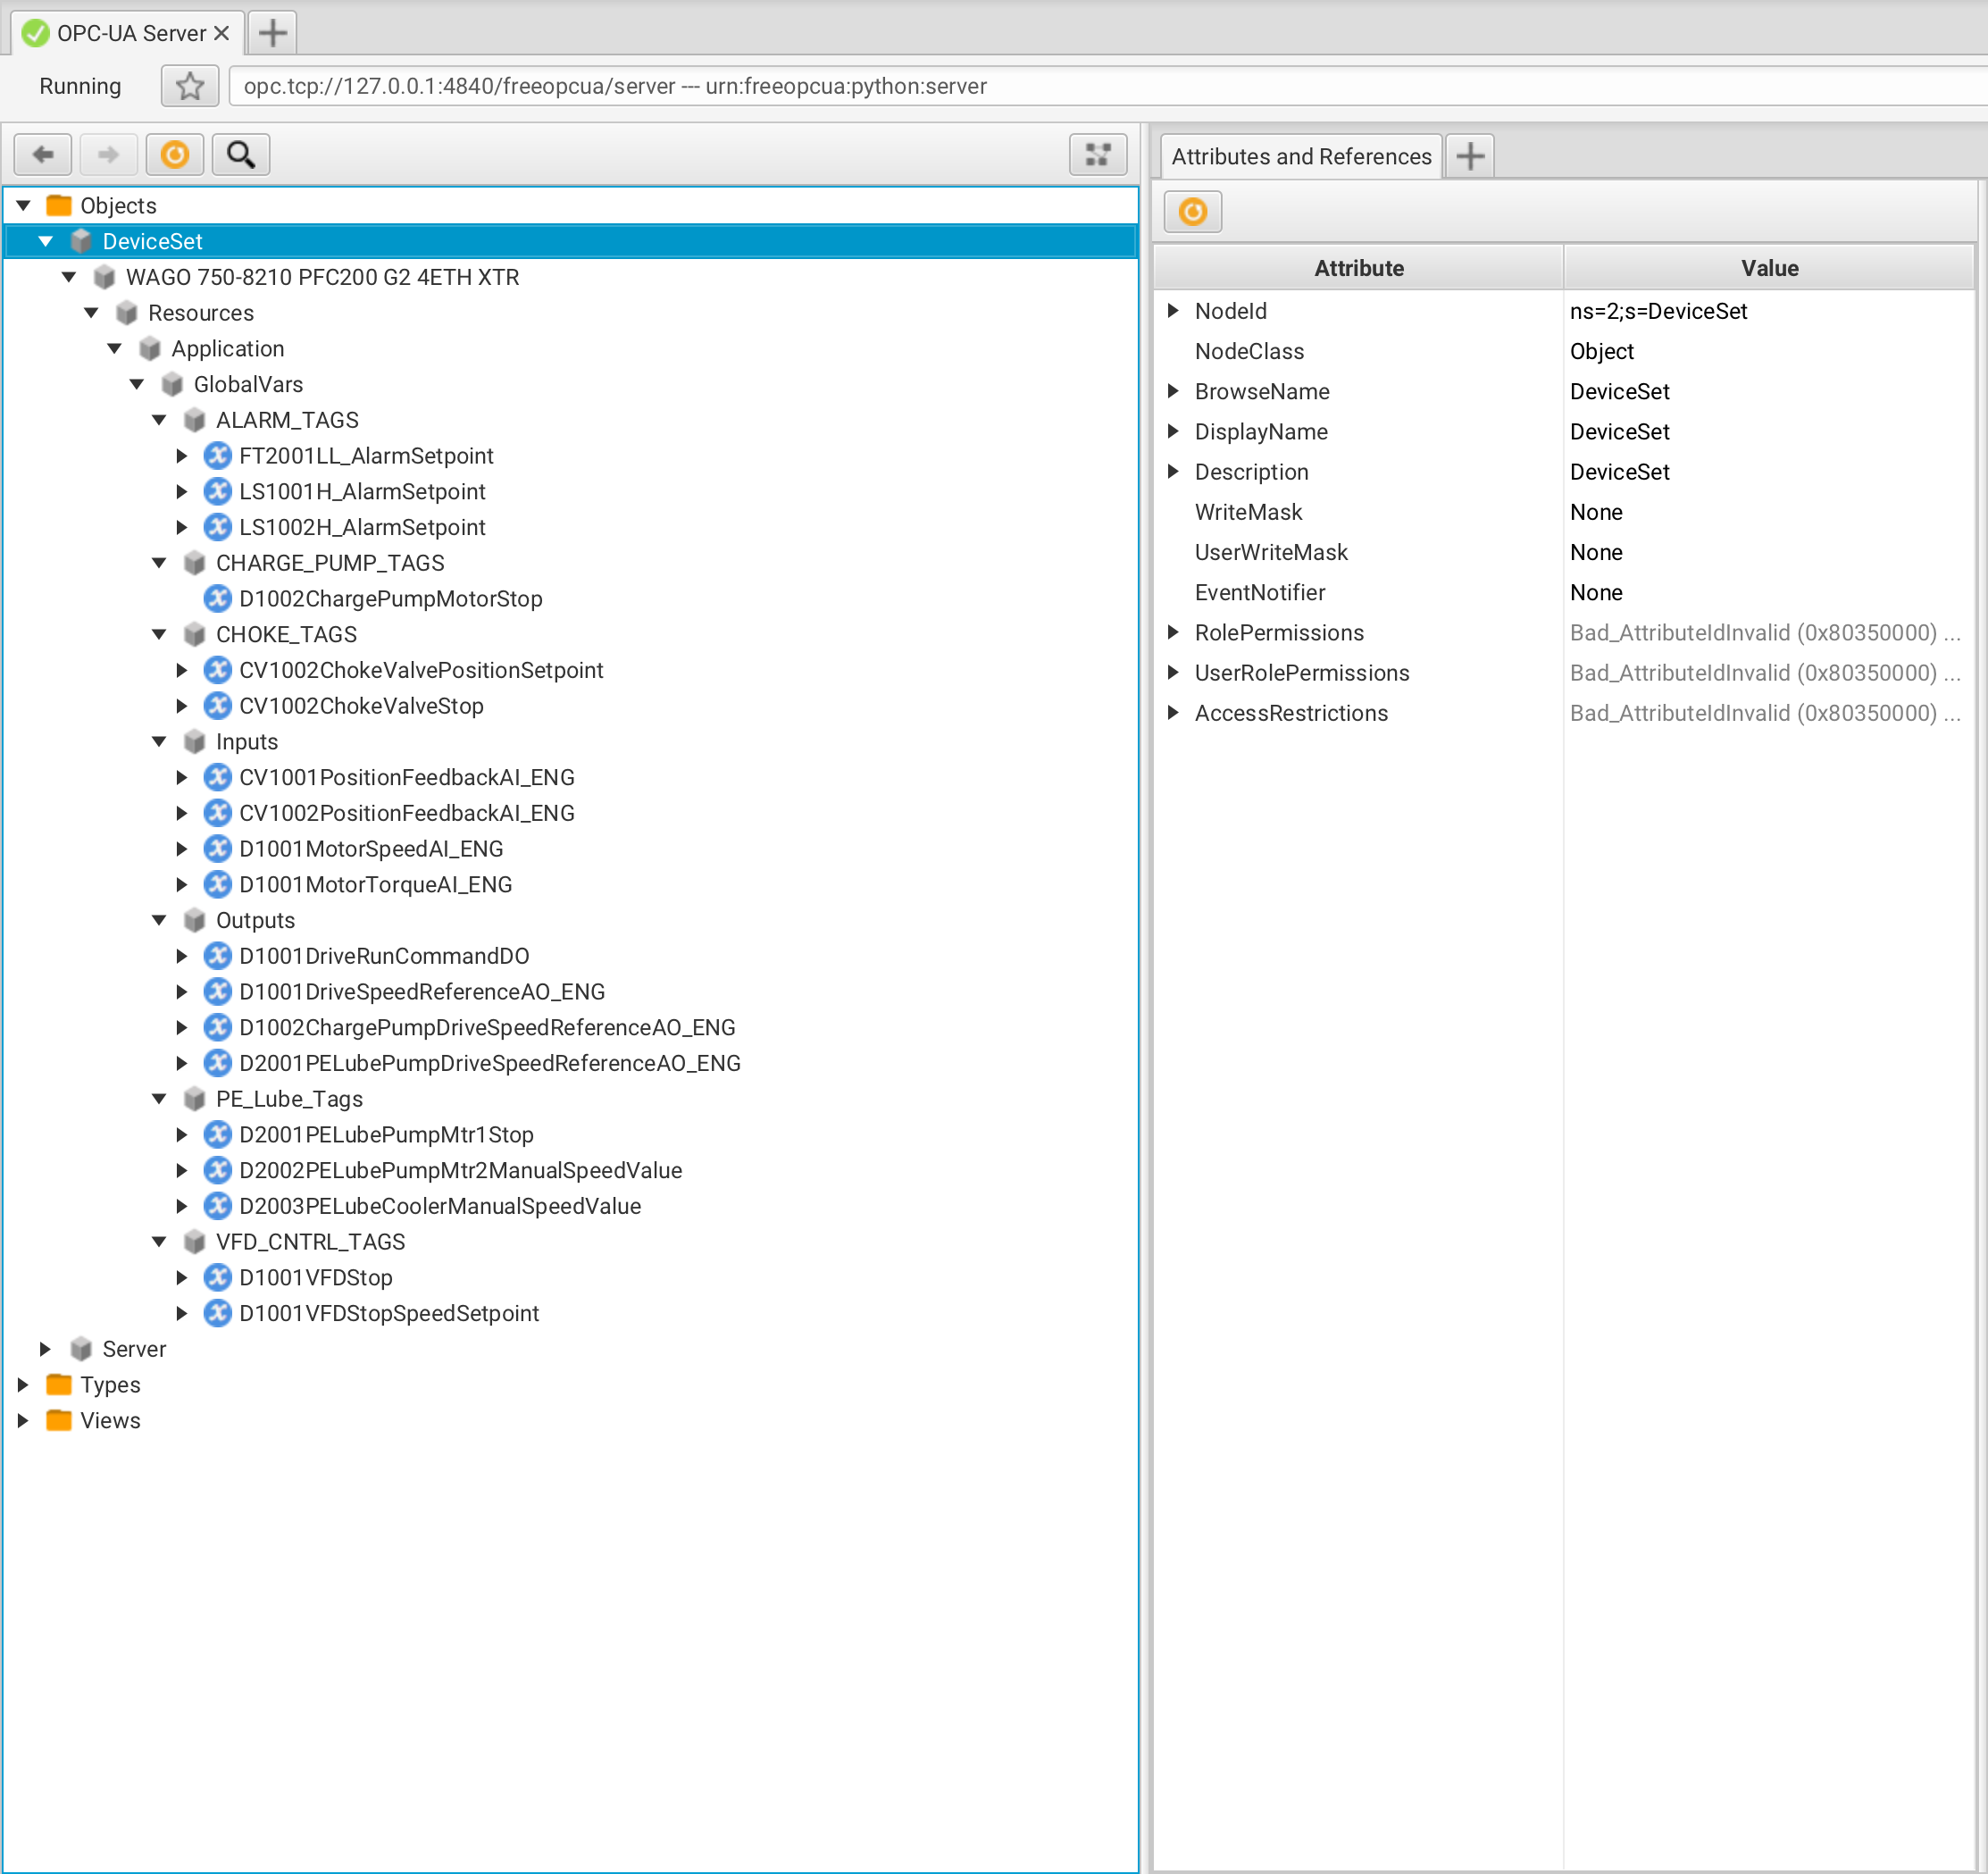 OPC-UA Server
Running
opc.tcp://127.0.0.1:4840/freeopcua/server --- urn:freeopcua:python:server
Objects
DeviceSet
WAGO 750-8210 PFC200 G2 4ETH XTR
Resources
Application
GlobalVars
ALARM_TAGS
FT2001LL_AlarmSetpoint
LS1001H_AlarmSetpoint
LS1002H_AlarmSetpoint
CHARGE_PUMP_TAGS
D1002ChargePumpMotorStop
CHOKE_TAGS
CV1002ChokeValvePositionSetpoint
CV1002ChokeValveStop
Inputs
CV1001PositionFeedbackAI_ENG
CV1002PositionFeedbackAI_ENG
D1001MotorSpeedAI_ENG
D1001MotorTorqueAI_ENG
Outputs
D1001DriveRunCommandDO
D1001DriveSpeedReferenceAO_ENG
D1002ChargePumpDriveSpeedReferenceAO_ENG
D2001PELubePumpDriveSpeedReferenceAO_ENG
PE_Lube_Tags
D2001PELubePumpMtr1Stop
D2002PELubePumpMtr2ManualSpeedValue
D2003PELubeCoolerManualSpeedValue
VFD_CNTRL_TAGS
D1001VFDStop
D1001VFDStopSpeedSetpoint
Server
Types
Views
Attributes and References
Attribute Value
NodeId ns=2;s=DeviceSet
NodeClass Object
BrowseName DeviceSet
DisplayName DeviceSet
Description DeviceSet
WriteMask None
UserWriteMask None
EventNotifier None
RolePermissions Bad_AttributeIdInvalid (0x80350000) ...
UserRolePermissions Bad_AttributeIdInvalid (0x80350000) ...
AccessRestrictions Bad_AttributeIdInvalid (0x80350000) ...